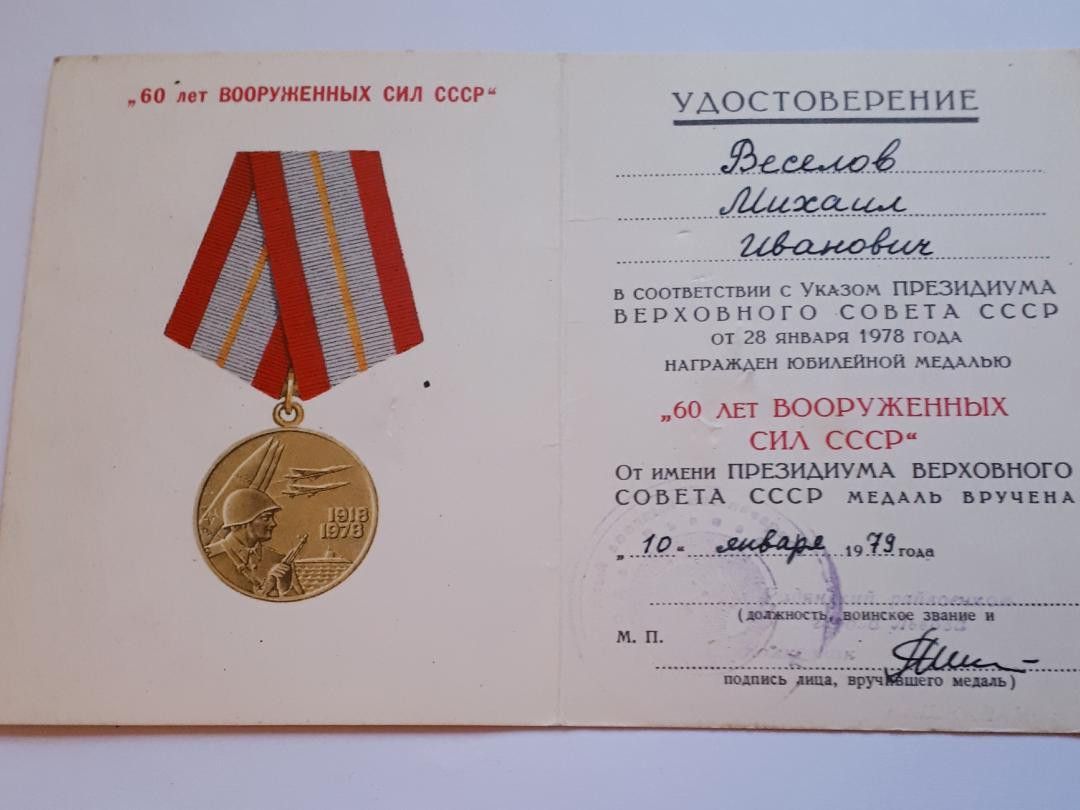 „60 лет ВООРУЖЕННЫХ СИЛ СССР“
1918
1978
УДОСТОВЕРЕНИЕ
Веселов
Михаил
Иванович
В СООТВЕТСТВИИ С УКАЗОМ ПРЕЗИДИУМА
ВЕРХОВНОГО СОВЕТА СССР
ОТ 28 ЯНВАРЯ 1978 ГОДА
НАГРАЖДЕН ЮБИЛЕЙНОЙ МЕДАЛЬЮ
„60 ЛЕТ ВООРУЖЕННЫХ
СИЛ СССР“
ОТ ИМЕНИ ПРЕЗИДИУМА ВЕРХОВНОГО
СОВЕТА СССР МЕДАЛЬ ВРУЧЕНА
„10“ января 1979 года
(должность, воинское звание и
М. П.
подпись лица, вручившего медаль)